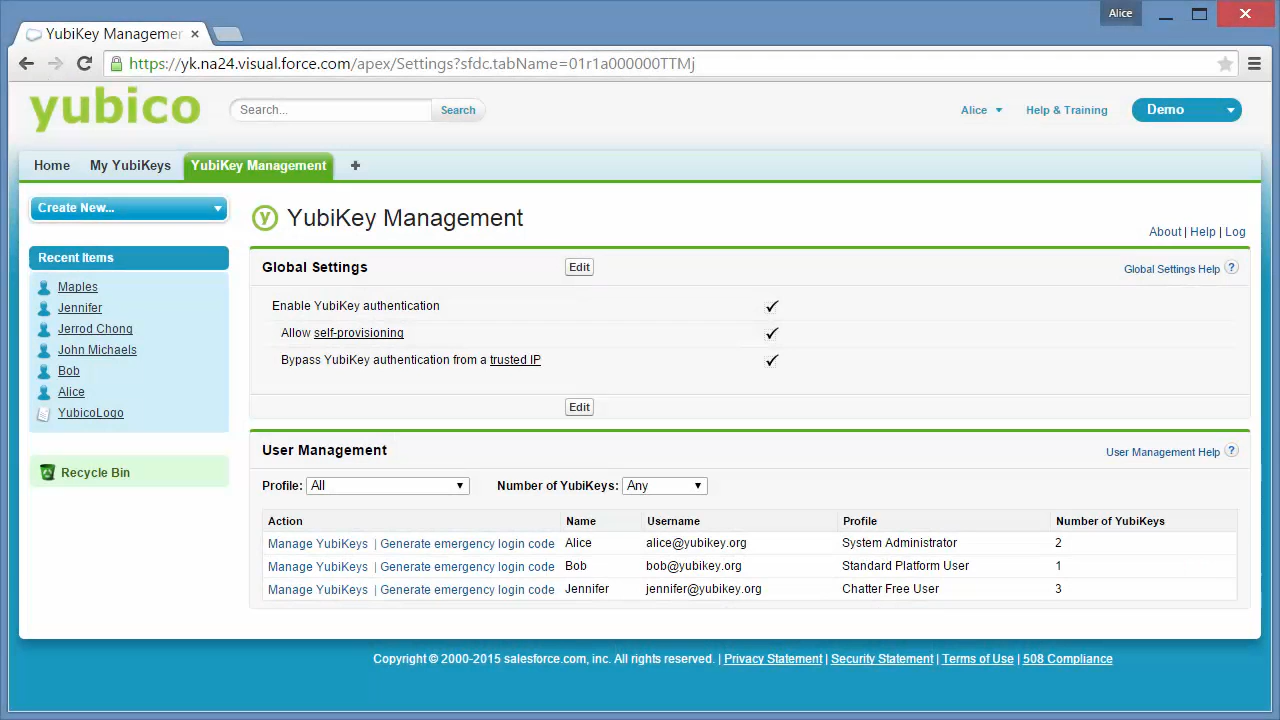 Alice
YubiKey Management
https://yk.na24.visual.force.com/apex/Settings?sfdc.tabName=01r1a000000TTMj
yubico
Search... Search
Alice Help & Training Demo
Home My YubiKeys YubiKey Management
Create New...
YubiKey Management
About | Help | Log
Recent Items
Maples
Jennifer
Jerrod Chong
John Michaels
Bob
Alice
YubicoLogo
Recycle Bin
Global Settings Edit Global Settings Help ?
Enable YubiKey authentication ✓
Allow self-provisioning ✓
Bypass YubiKey authentication from a trusted IP ✓
Edit
User Management User Management Help ?
Profile: All Number of YubiKeys: Any
Action Name Username Profile Number of YubiKeys
Manage YubiKeys | Generate emergency login code Alice alice@yubikey.org System Administrator 2
Manage YubiKeys | Generate emergency login code Bob bob@yubikey.org Standard Platform User 1
Manage YubiKeys | Generate emergency login code Jennifer jennifer@yubikey.org Chatter Free User 3
Copyright © 2000-2015 salesforce.com, inc. All rights reserved. | Privacy Statement | Security Statement | Terms of Use | 508 Compliance